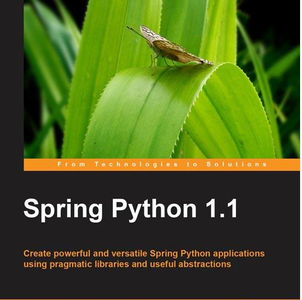 From Technologies to Solutions
Spring Python 1.1
Create powerful and versatile Spring Python applications
using pragmatic libraries and useful abstractions